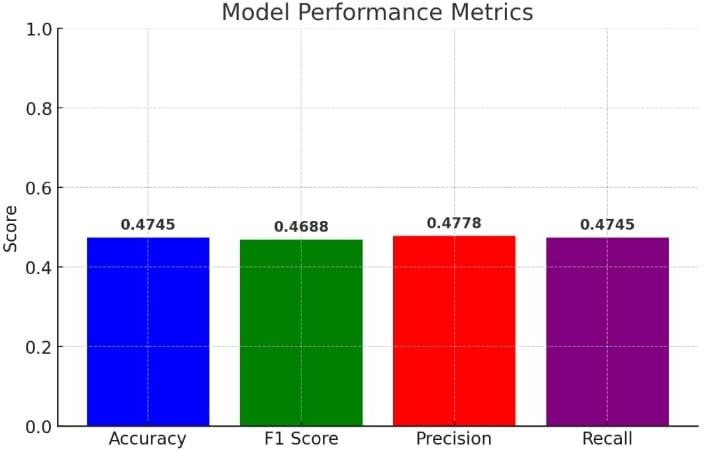 Model Performance Metrics
1.0
0.8
0.6
0.4
0.2
0.0
Score
0.4745
0.4688
0.4778
0.4745
Accuracy
F1 Score
Precision
Recall